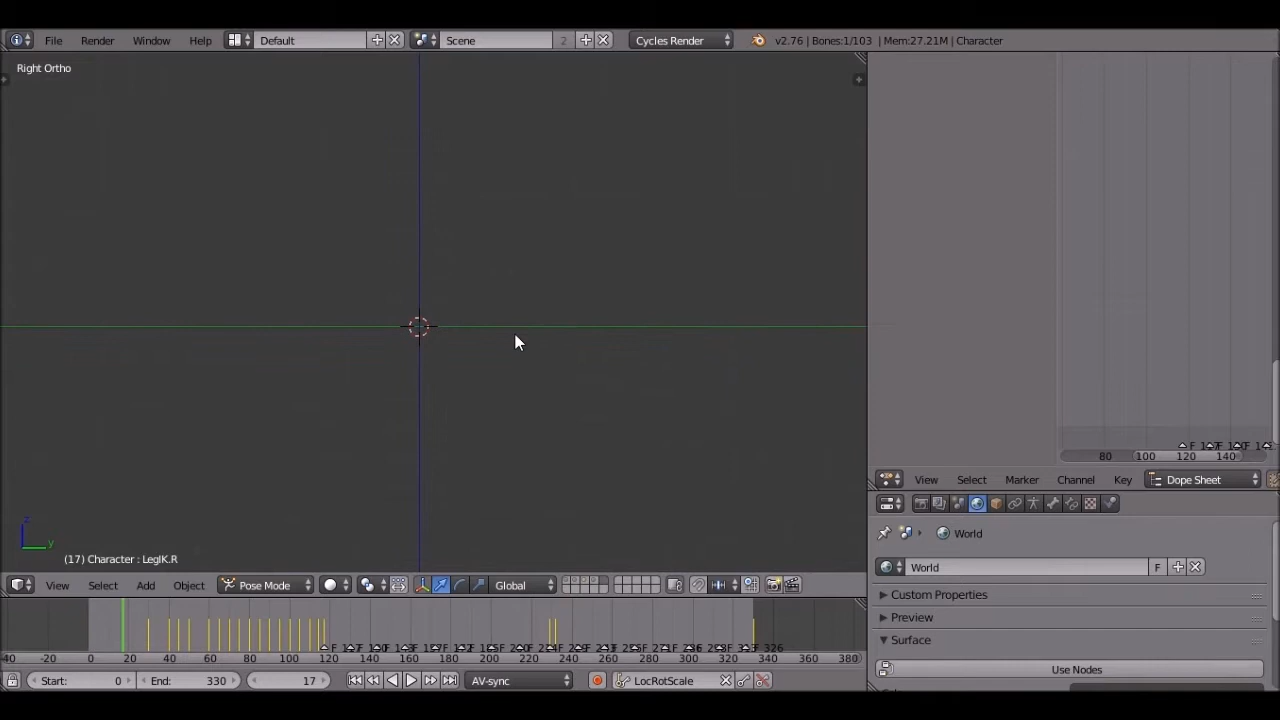 File Render Window Help Default Scene 2 Cycles Render v2.76 | Bones:1/103 | Mem:27.21M | Character
Right Ortho
80 100 120 140
View Select Marker Channel Key Dope Sheet
z
y
World
(17) Character : LegIK.R
World F
View Select Add Object Pose Mode Global
Custom Properties
Preview
Surface
-20 0 20 40 60 80 100 120 140 160 180 200 220 240 260 280 300 320 340 360 380
Use Nodes
Start: 0 End: 330 17 AV-sync LocRotScale